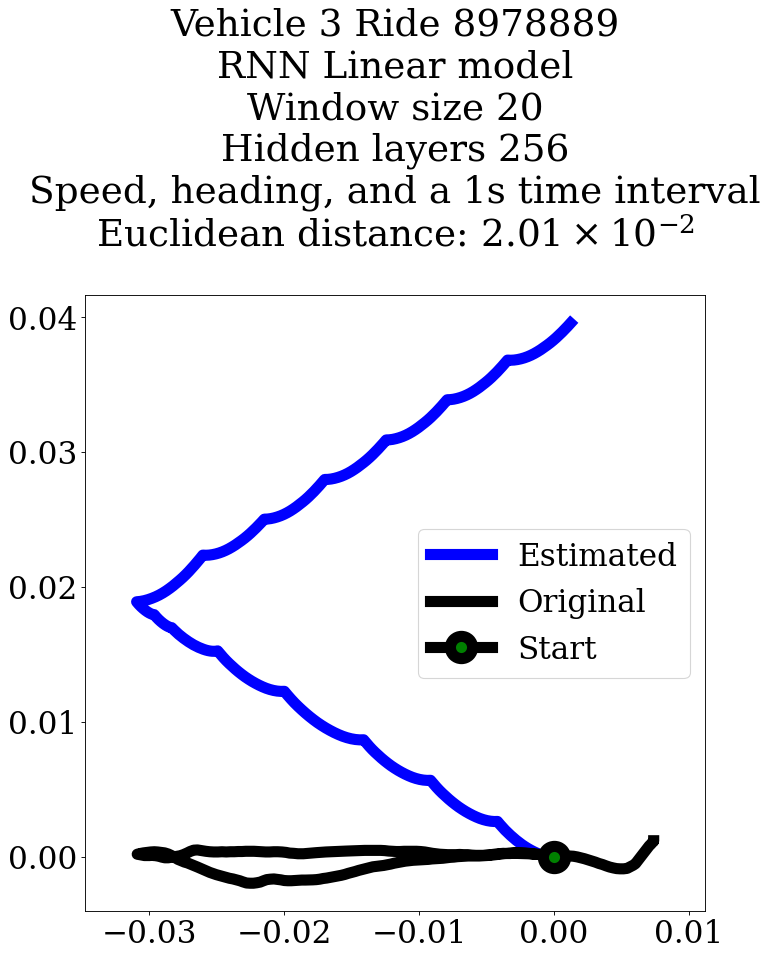 Vehicle 3 Ride 8978889
RNN Linear model
Window size 20
Hidden layers 256
Speed, heading, and a 1s time interval
Euclidean distance: 2.01 × 10⁻²
0.04
0.03
0.02
0.01
0.00
Estimated
Original
Start
−0.03 −0.02 −0.01 0.00 0.01